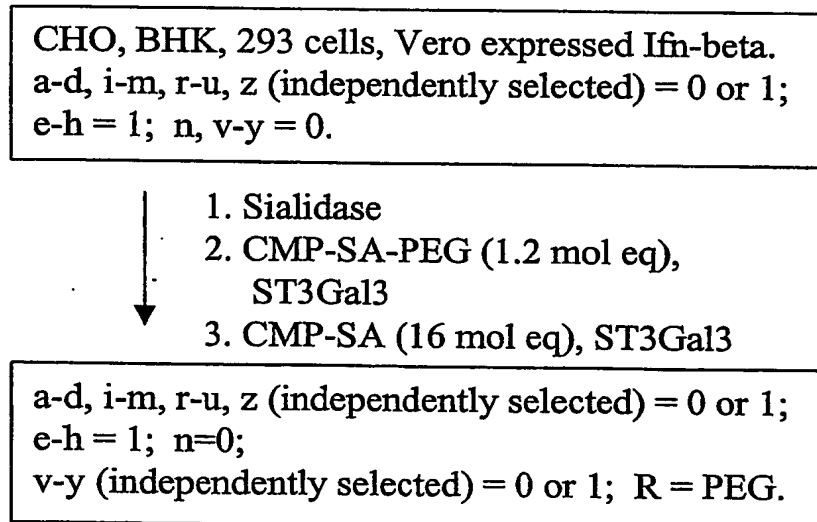 CHO, BHK, 293 cells, Vero expressed Ifn-beta.
a-d, i-m, r-u, z (independently selected) = 0 or 1;
e-h = 1; n, v-y = 0.
1. Sialidase
2. CMP-SA-PEG (1.2 mol eq),
ST3Gal3
3. CMP-SA (16 mol eq), ST3Gal3
a-d, i-m, r-u, z (independently selected) = 0 or 1;
e-h = 1; n=0;
v-y (independently selected) = 0 or 1; R = PEG.